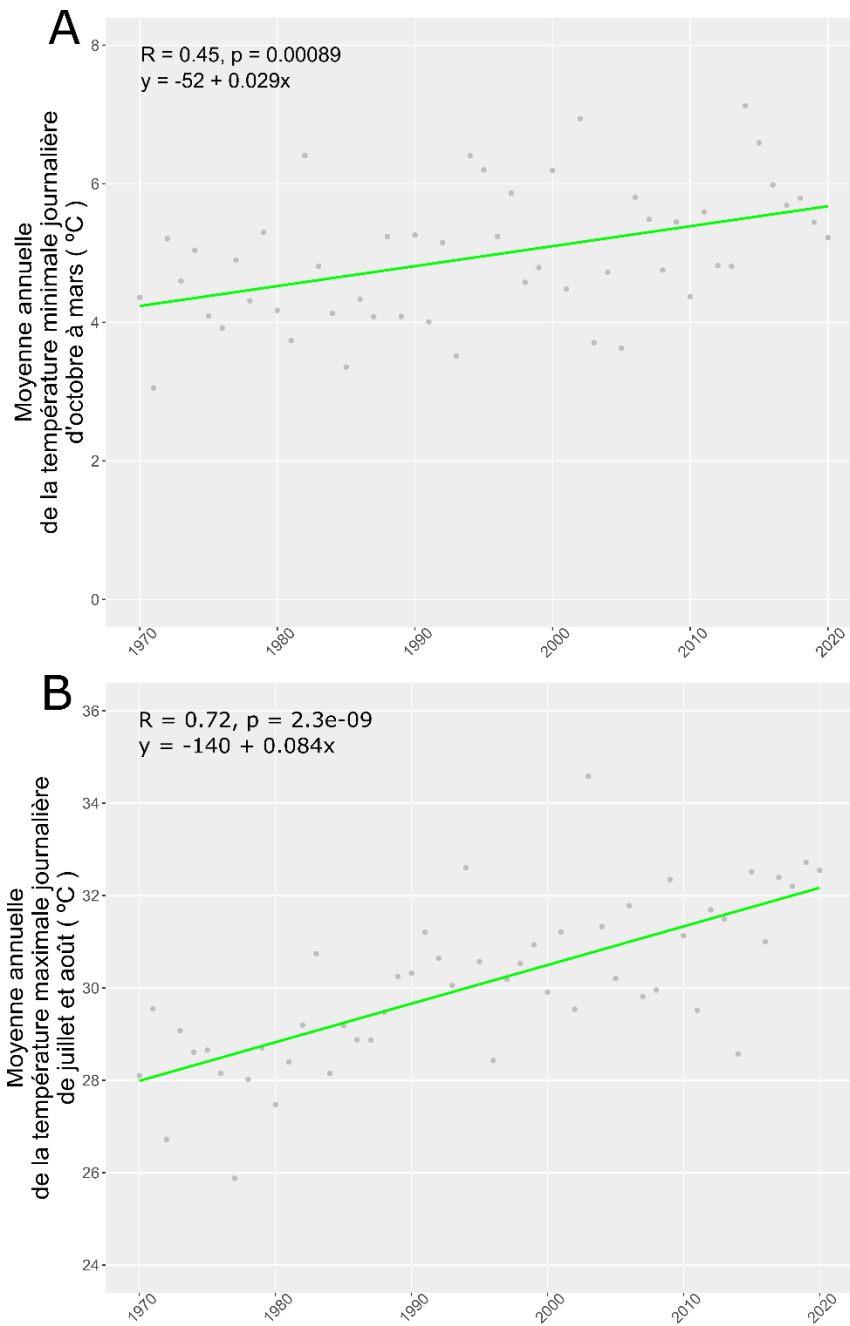 A
R = 0.45, p = 0.00089
y = -52 + 0.029x
Moyenne annuelle
de la température minimale journalière
d'octobre à mars ( ºC)
8
6
4
2
0
1970
1980
1990
2000
2010
2020
B
R = 0.72, p = 2.3e-09
y = -140 + 0.084x
Moyenne annuelle
de la température maximale journalière
de juillet et août ( ºC)
36
34
32
30
28
26
24
1970
1980
1990
2000
2010
2020